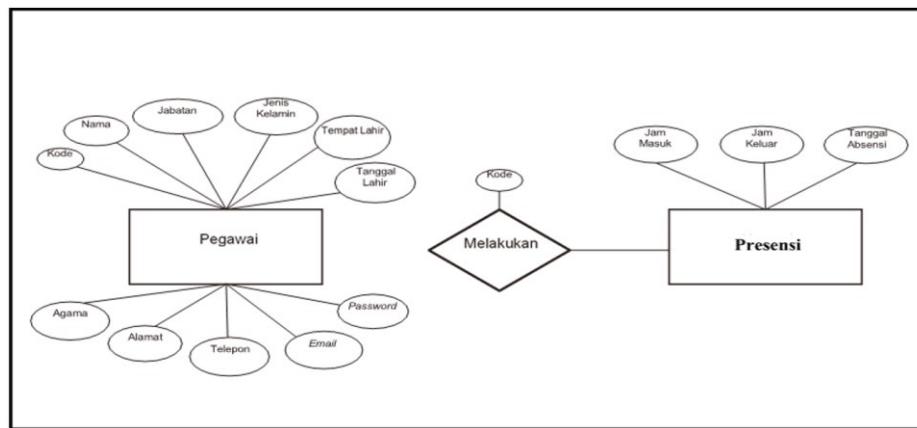 Kode
Nama
Jabatan
Jenis
Kelamin
Tempat Lahir
Tanggal
Lahir
Pegawai
Agama
Alamat
Telepon
Email
Password
Kode
Melakukan
Jam
Masuk
Jam
Keluar
Tanggal
Absensi
Presensi